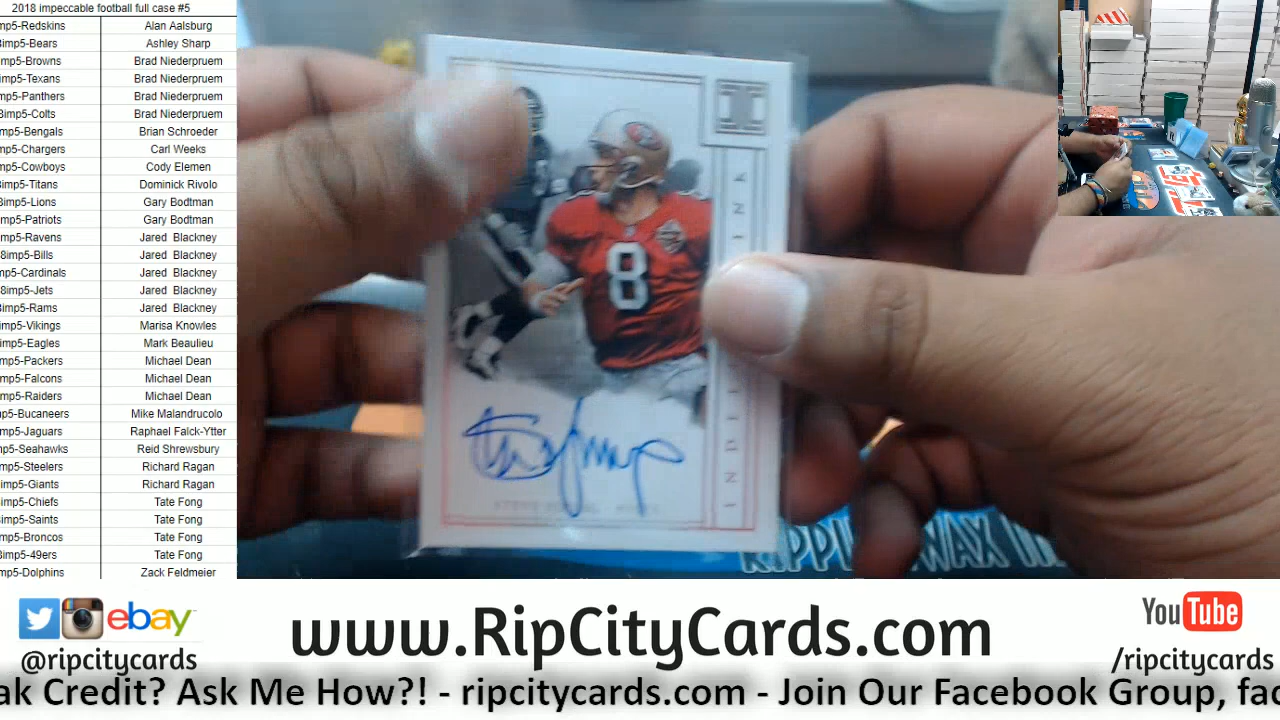 2018 impeccable football full case #5
mp5-Redskins Alan Aalsburg
imp5-Bears Ashley Sharp
mp5-Browns Brad Niederpruem
mp5-Texans Brad Niederpruem
mp5-Panthers Brad Niederpruem
8imp5-Colts Brad Niederpruem
mp5-Bengals Brian Schroeder
mp5-Chargers Carl Weeks
mp5-Cowboys Cody Elemen
8imp5-Titans Dominick Rivolo
8imp5-Lions Gary Bodtman
mp5-Patriots Gary Bodtman
imp5-Ravens Jared Blackney
8imp5-Bills Jared Blackney
mp5-Cardinals Jared Blackney
8imp5-Jets Jared Blackney
8imp5-Rams Jared Blackney
imp5-Vikings Marisa Knowles
imp5-Eagles Mark Beaulieu
mp5-Packers Michael Dean
mp5-Falcons Michael Dean
mp5-Raiders Michael Dean
mp5-Bucaneers Mike Malandrucolo
mp5-Jaguars Raphael Falck-Ytter
mp5-Seahawks Reid Shrewsbury
mp5-Steelers Richard Ragan
imp5-Giants Richard Ragan
imp5-Chiefs Tate Fong
imp5-Saints Tate Fong
mp5-Broncos Tate Fong
8imp5-49ers Tate Fong
mp5-Dolphins Zack Feldmeier
8
ebay
@ripcitycards
www.RipCityCards.com
YouTube
/ripcitycards
ak Credit? Ask Me How?! - ripcitycards.com - Join Our Facebook Group, fac